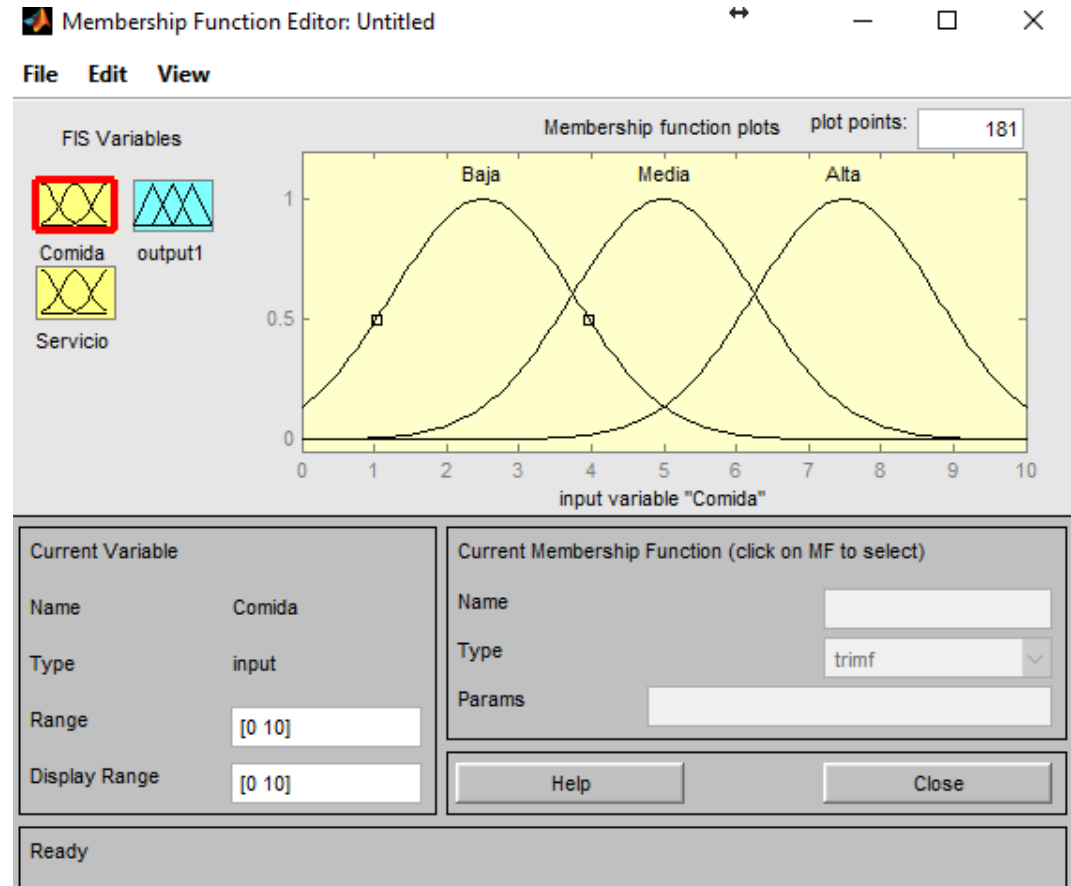 Membership Function Editor: Untitled
File Edit View
FIS Variables
Membership function plots plot points: 181
Comida output1
Servicio
Baja Media Alta
1
0.5
0
0 1 2 3 4 5 6 7 8 9 10
input variable "Comida"
Current Variable
Name Comida
Type input
Range [0 10]
Display Range [0 10]
Current Membership Function (click on MF to select)
Name
Type trimf
Params
Help Close
Ready